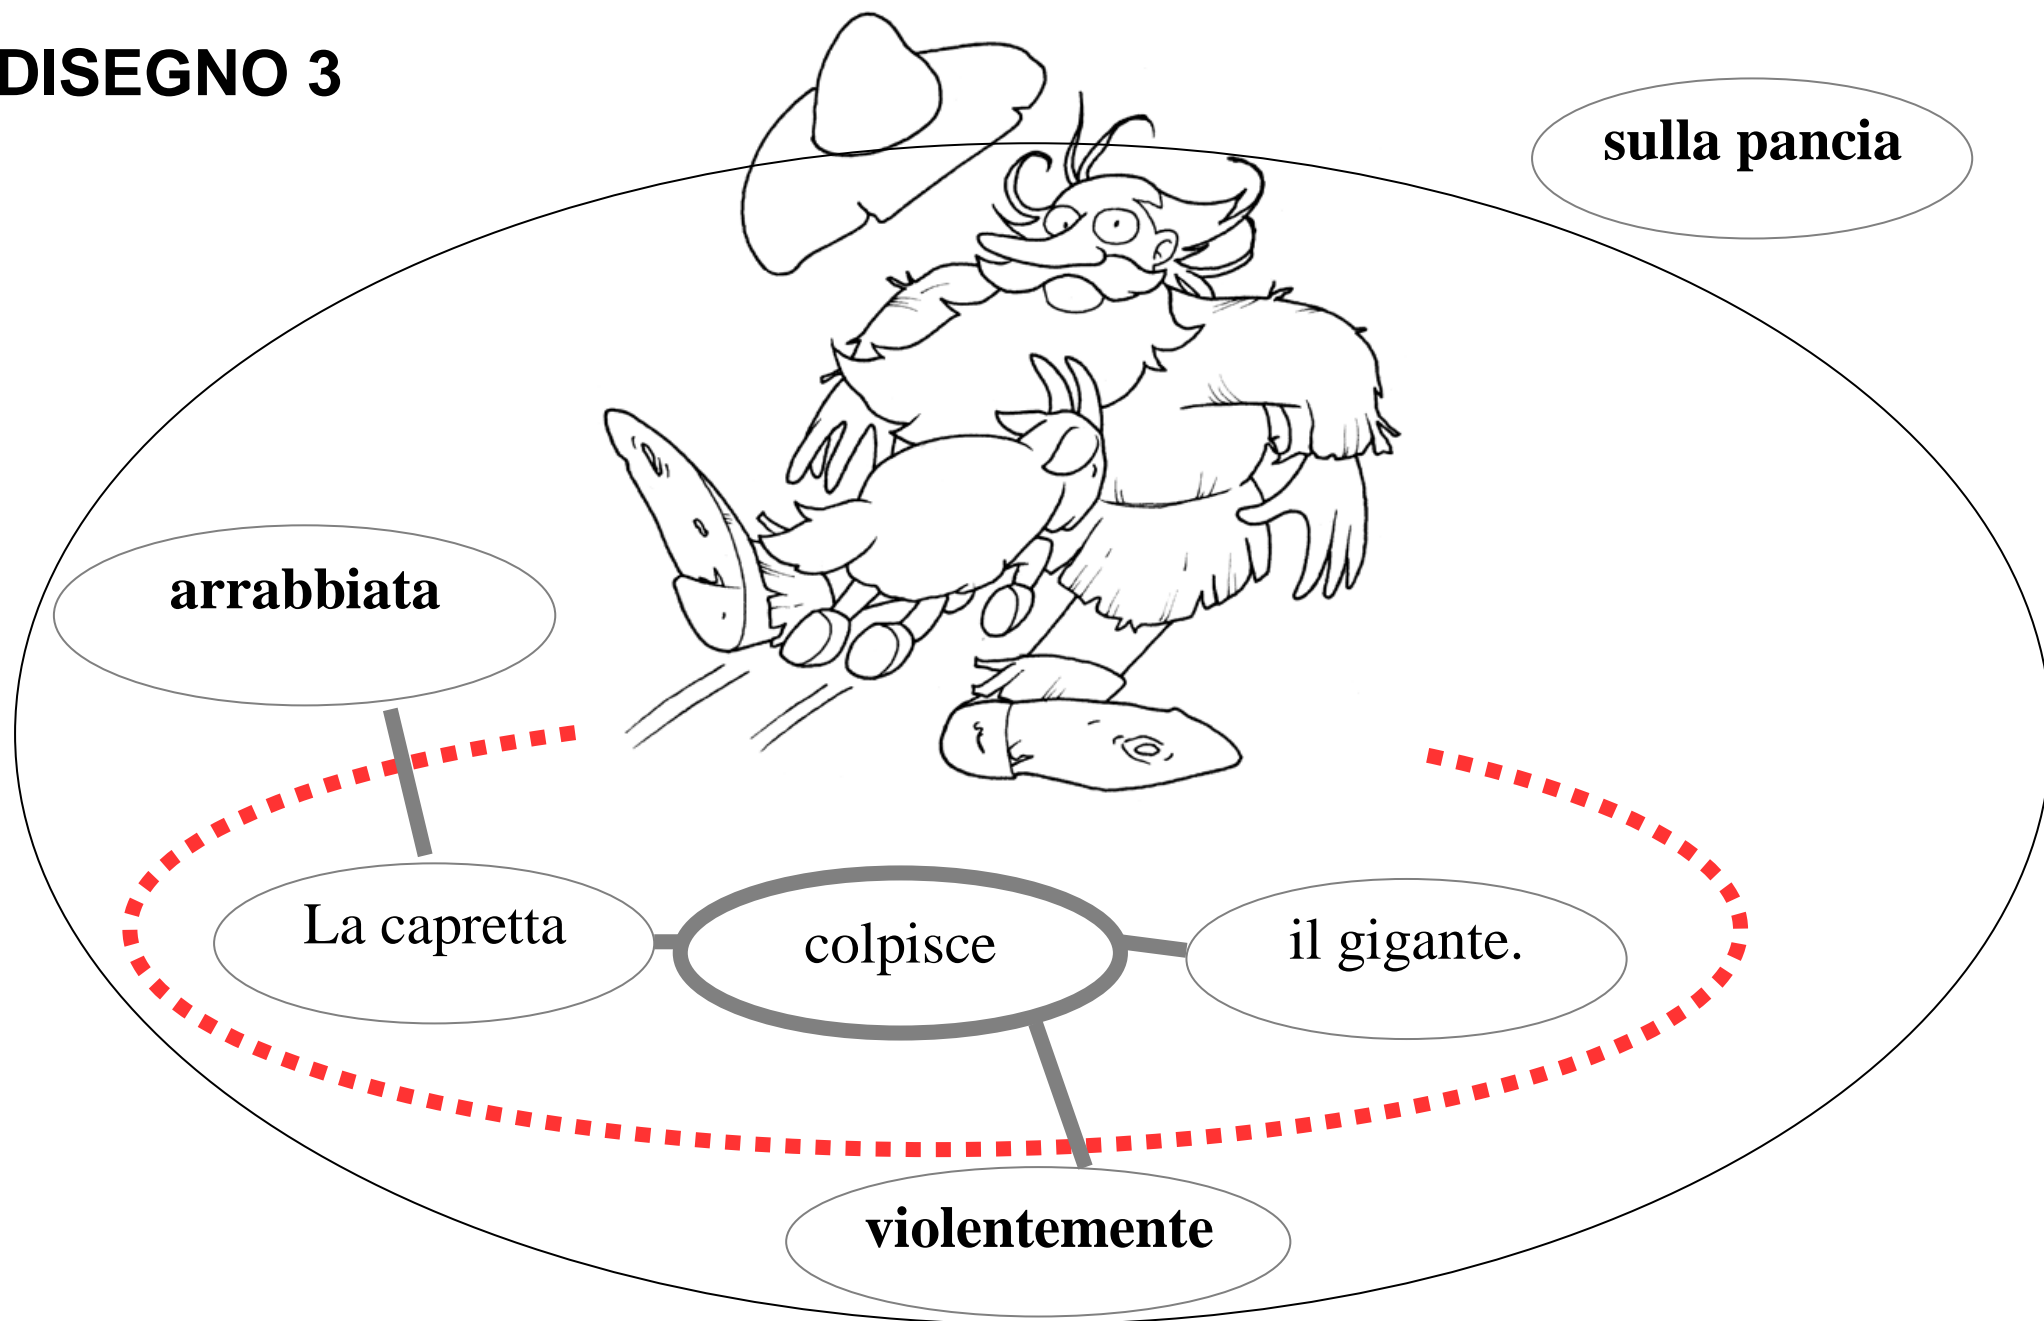 DISEGNO 3
sulla pancia
arrabbiata
La capretta
colpisce
il gigante.
violentemente